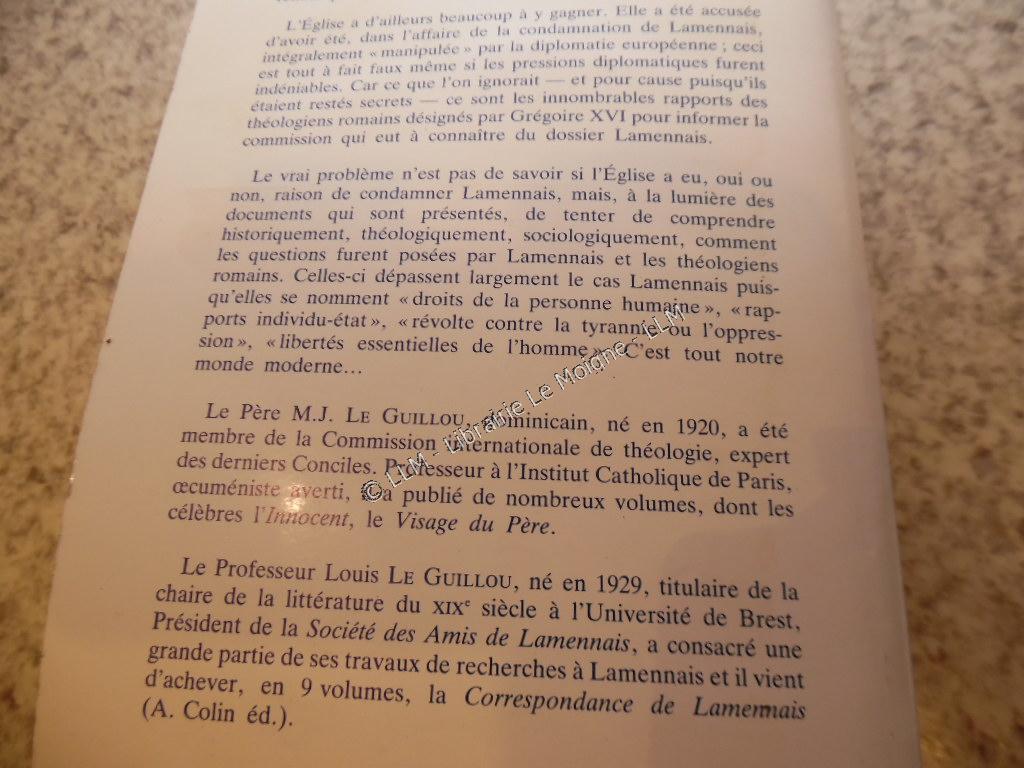 L'Église a d'ailleurs beaucoup à y gagner. Elle a été accusée
d'avoir été, dans l'affaire de la condamnation de Lamennais,
intégralement « manipulée » par la diplomatie européenne ; ceci
est tout à fait faux même si les pressions diplomatiques furent
indéniables. Car ce que l'on ignorait — et pour cause puisqu'ils
étaient restés secrets — ce sont les innombrables rapports des
théologiens romains désignés par Grégoire XVI pour informer la
commission qui eut à connaître du dossier Lamennais.
Le vrai problème n'est pas de savoir si l'Église a eu, oui ou
non, raison de condamner Lamennais, mais, à la lumière des
documents qui sont présentés, de tenter de comprendre
historiquement, théologiquement, sociologiquement, comment
les questions furent posées par Lamennais et les théologiens
romains. Celles-ci dépassent largement le cas Lamennais puis-
qu'elles se nomment « droits de la personne humaine », « rap-
ports individu-état », « révolte contre la tyrannie ou l'oppres-
sion », « libertés essentielles de l'homme ». C'est tout notre
monde moderne...
Le Père M.J. LE GUILLOU, dominicain, né en 1920, a été
membre de la Commission internationale de théologie, expert
des derniers Conciles. Professeur à l'Institut Catholique de Paris,
œcuméniste averti, il a publié de nombreux volumes, dont les
célèbres l'Innocent, le Visage du Père.
Le Professeur Louis LE GUILLOU, né en 1929, titulaire de la
chaire de la littérature du XIXe siècle à l'Université de Brest,
Président de la Société des Amis de Lamennais, a consacré une
grande partie de ses travaux de recherches à Lamennais et il vient
d'achever, en 9 volumes, la Correspondance de Lamennais
(A. Colin éd.).
© LLM - Librairie Le Moigne - LLM